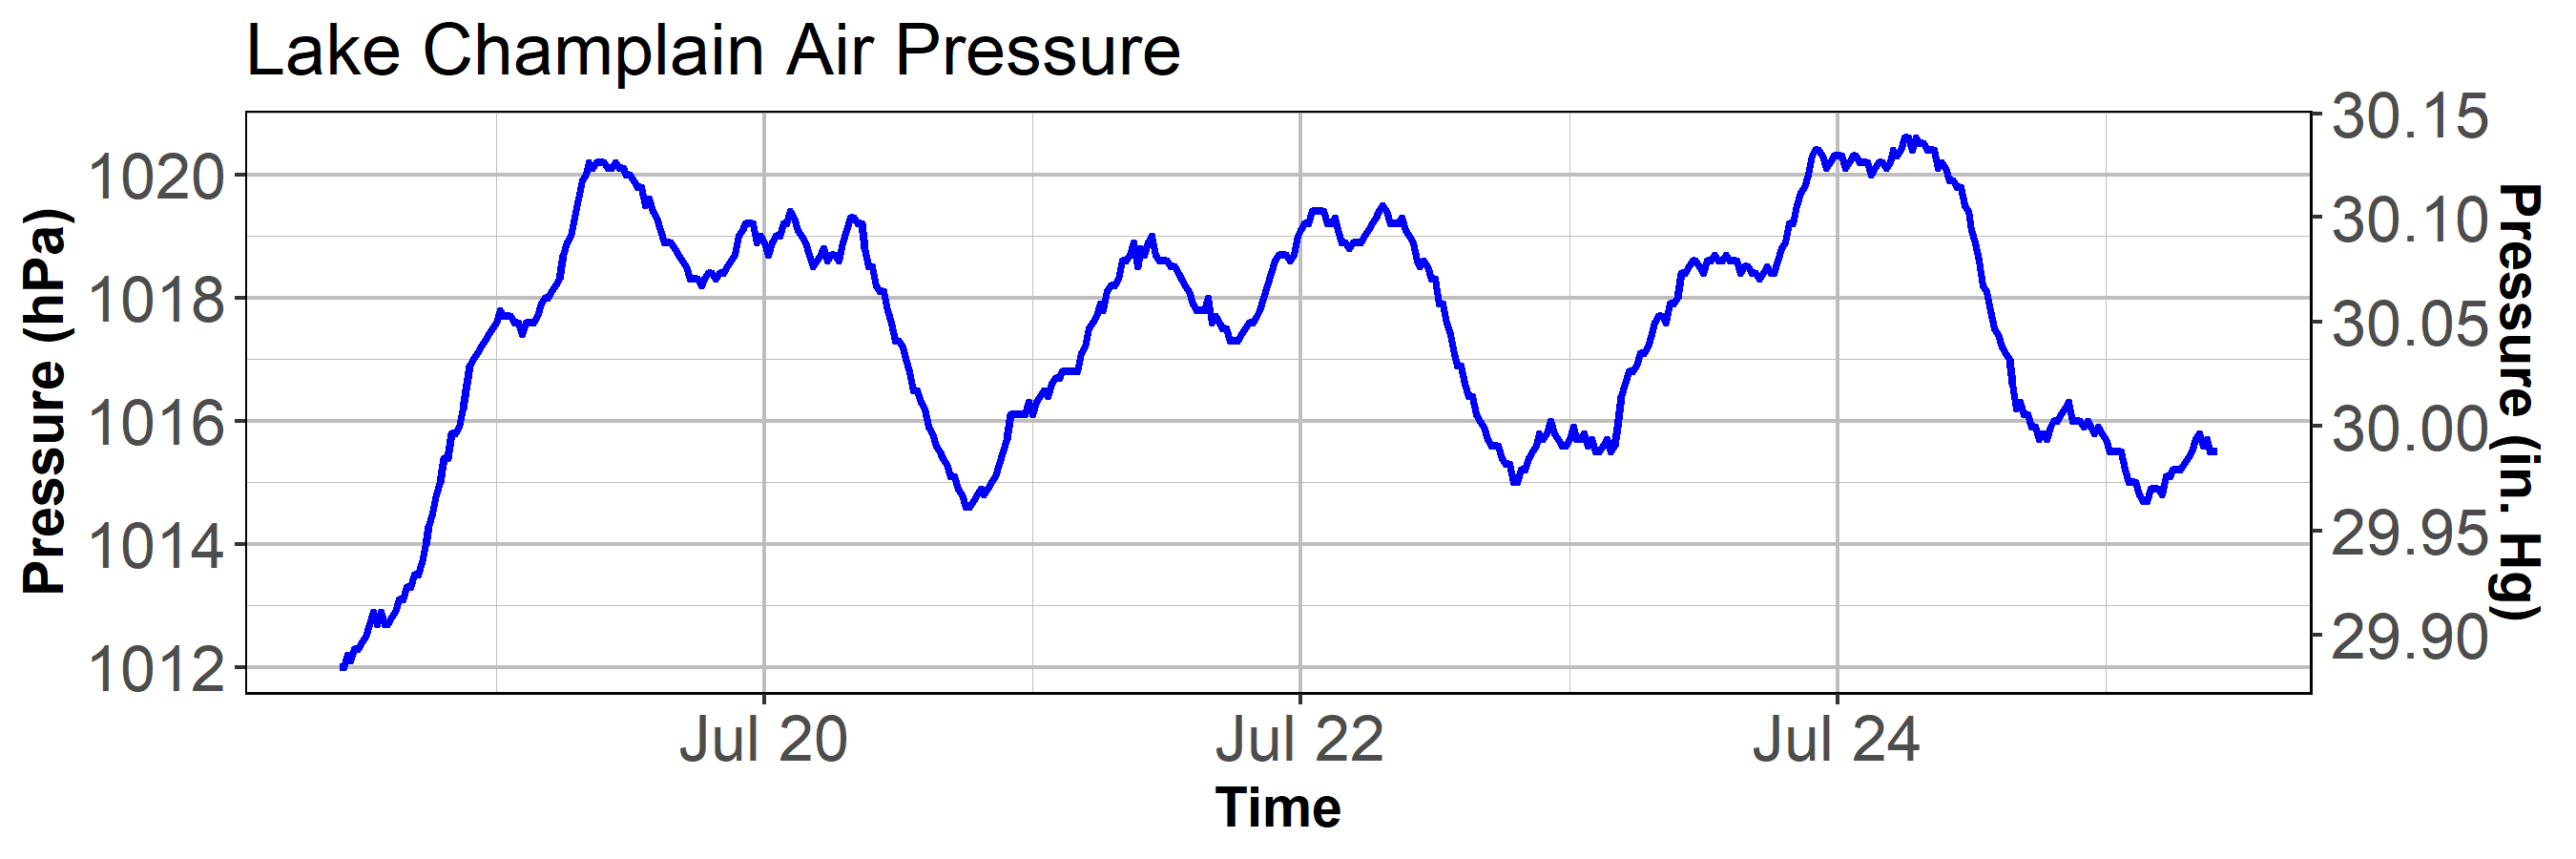 Lake Champlain Air Pressure
Pressure (hPa)
1020
1018
1016
1014
1012
30.15
30.10
30.05
30.00
29.95
29.90
Pressure (in. Hg)
Jul 20
Jul 22
Jul 24
Time